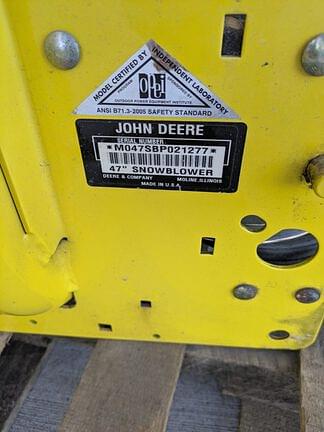 MODEL CERTIFIED BY INDEPENDENT LABORATORY
PROGRAM
OPEI
OUTDOOR POWER EQUIPMENT INSTITUTE
ANSI B71.3-2005 SAFETY STANDARD
JOHN DEERE
SERIAL NUMBER
*M047SBP021277*
47" SNOWBLOWER
DEERE & COMPANY MOLINE, ILLINOIS
MADE IN U.S.A.